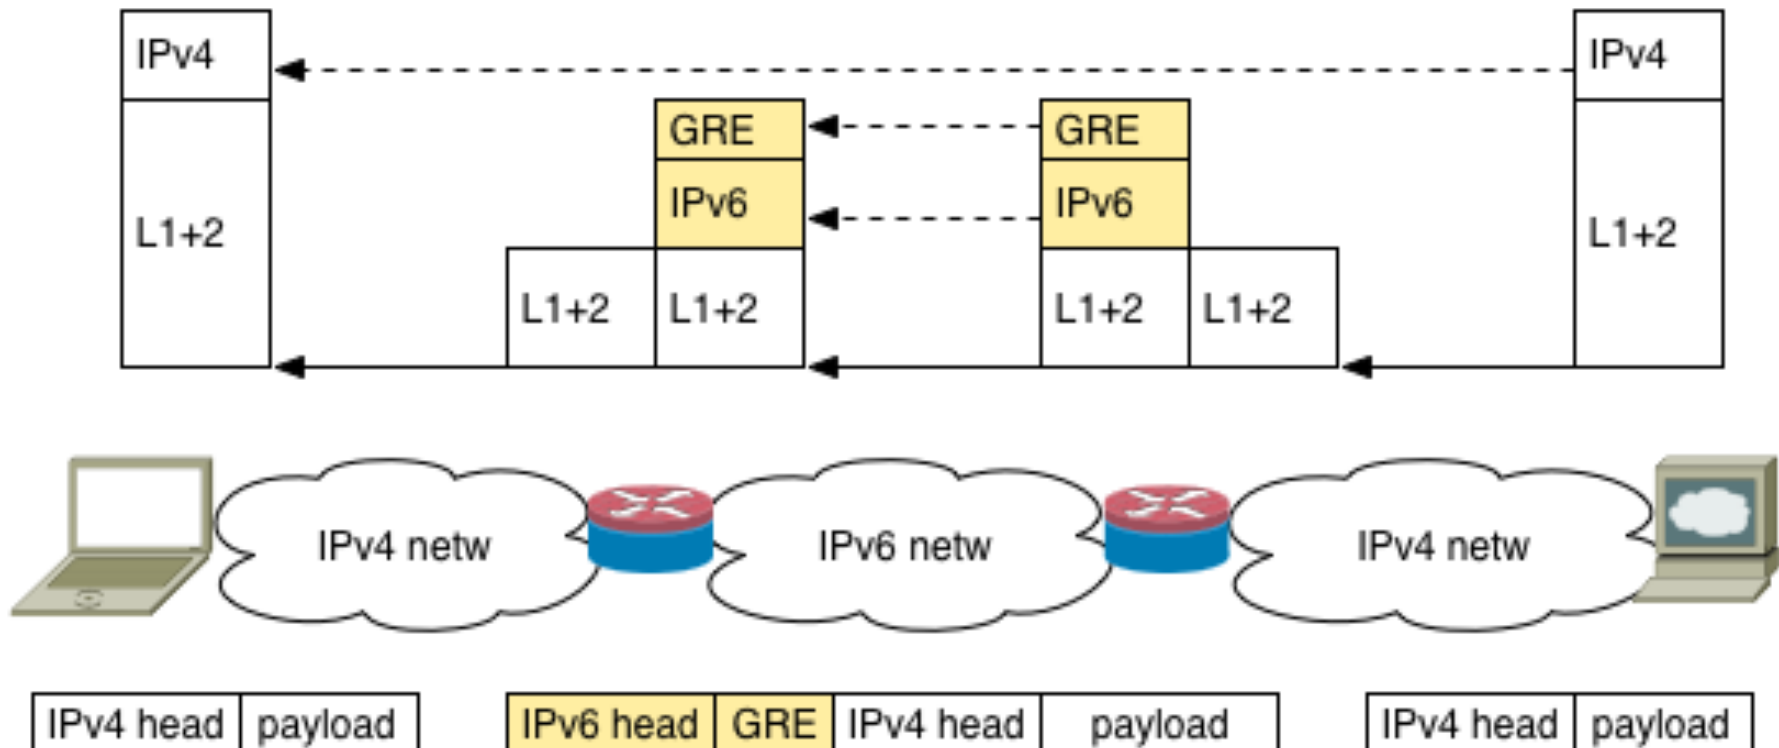 IPv4
IPv4
GRE
GRE
IPv6
IPv6
L1+2
L1+2
L1+2
L1+2
L1+2
L1+2
IPv4 netw
IPv6 netw
IPv4 netw
IPv4 head payload
IPv6 head GRE IPv4 head payload
IPv4 head payload